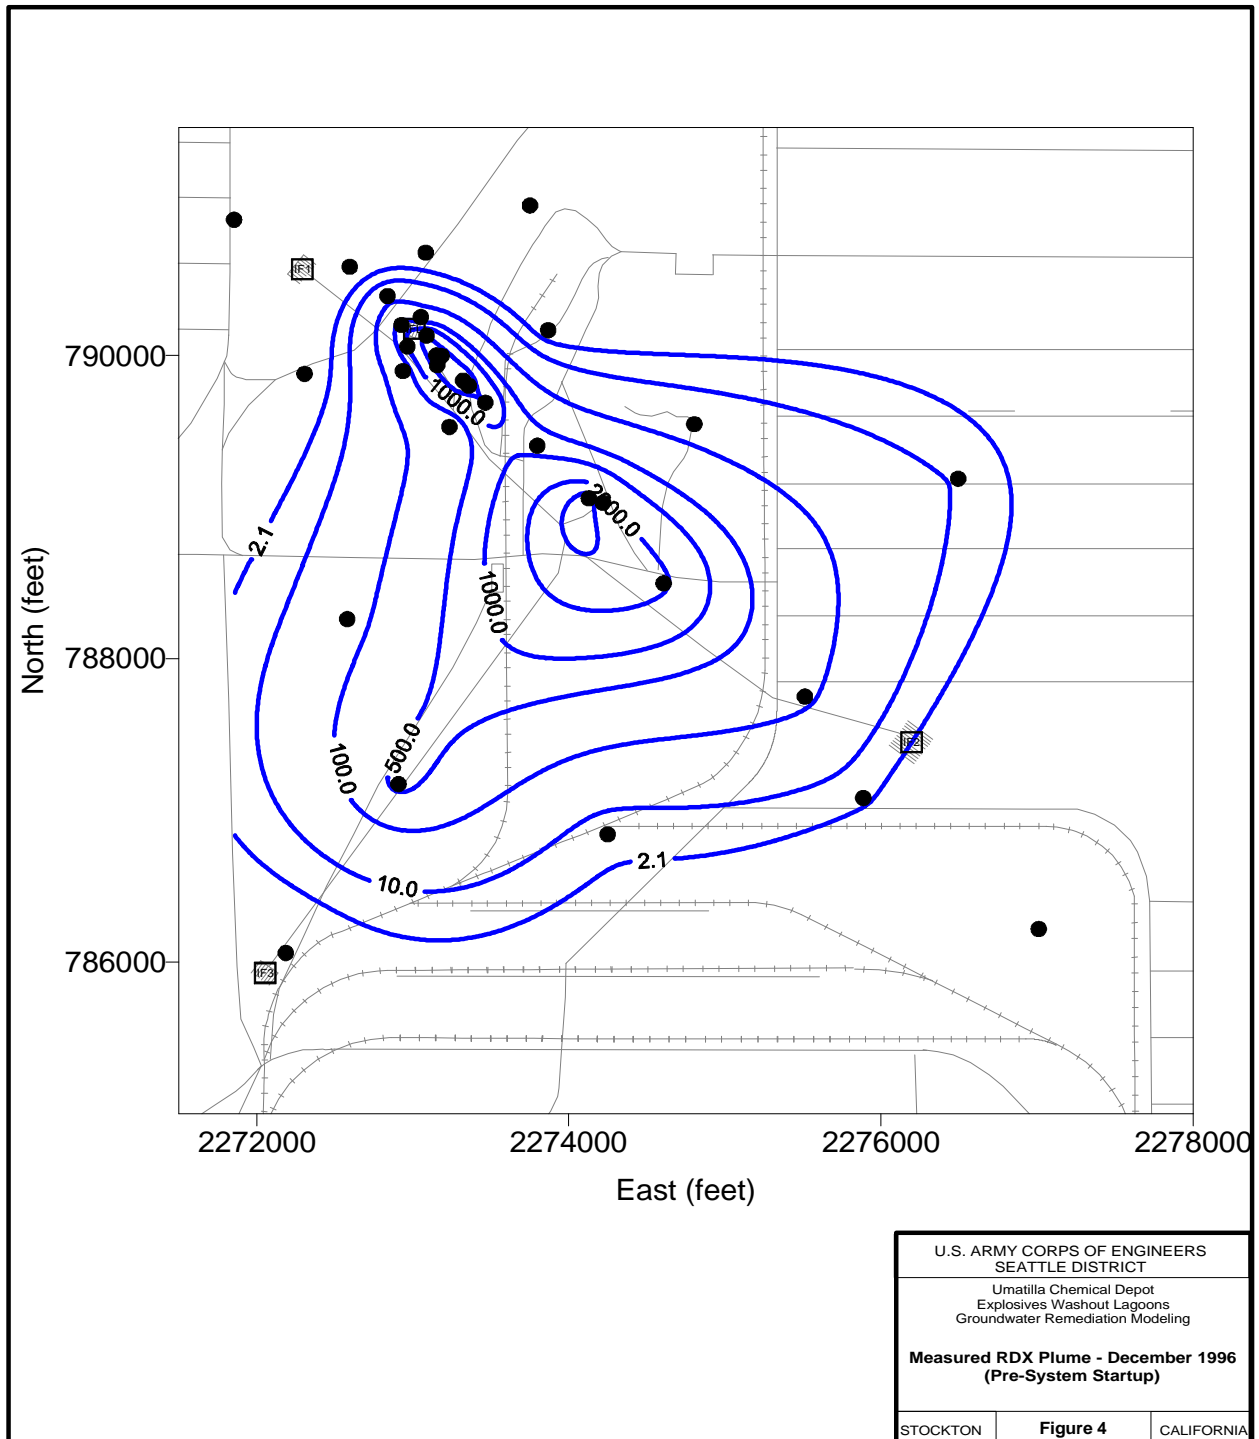 IF1
790000
1000.0
2000.0
2.1
1000.0
North (feet)
788000
500.0
100.0
IF2
2.1
10.0
786000
IF3
2272000
2274000
2276000
2278000
East (feet)
U.S. ARMY CORPS OF ENGINEERS
SEATTLE DISTRICT
Umatilla Chemical Depot
Explosives Washout Lagoons
Groundwater Remediation Modeling
Measured RDX Plume - December 1996
(Pre-System Startup)
STOCKTON
Figure 4
CALIFORNIA